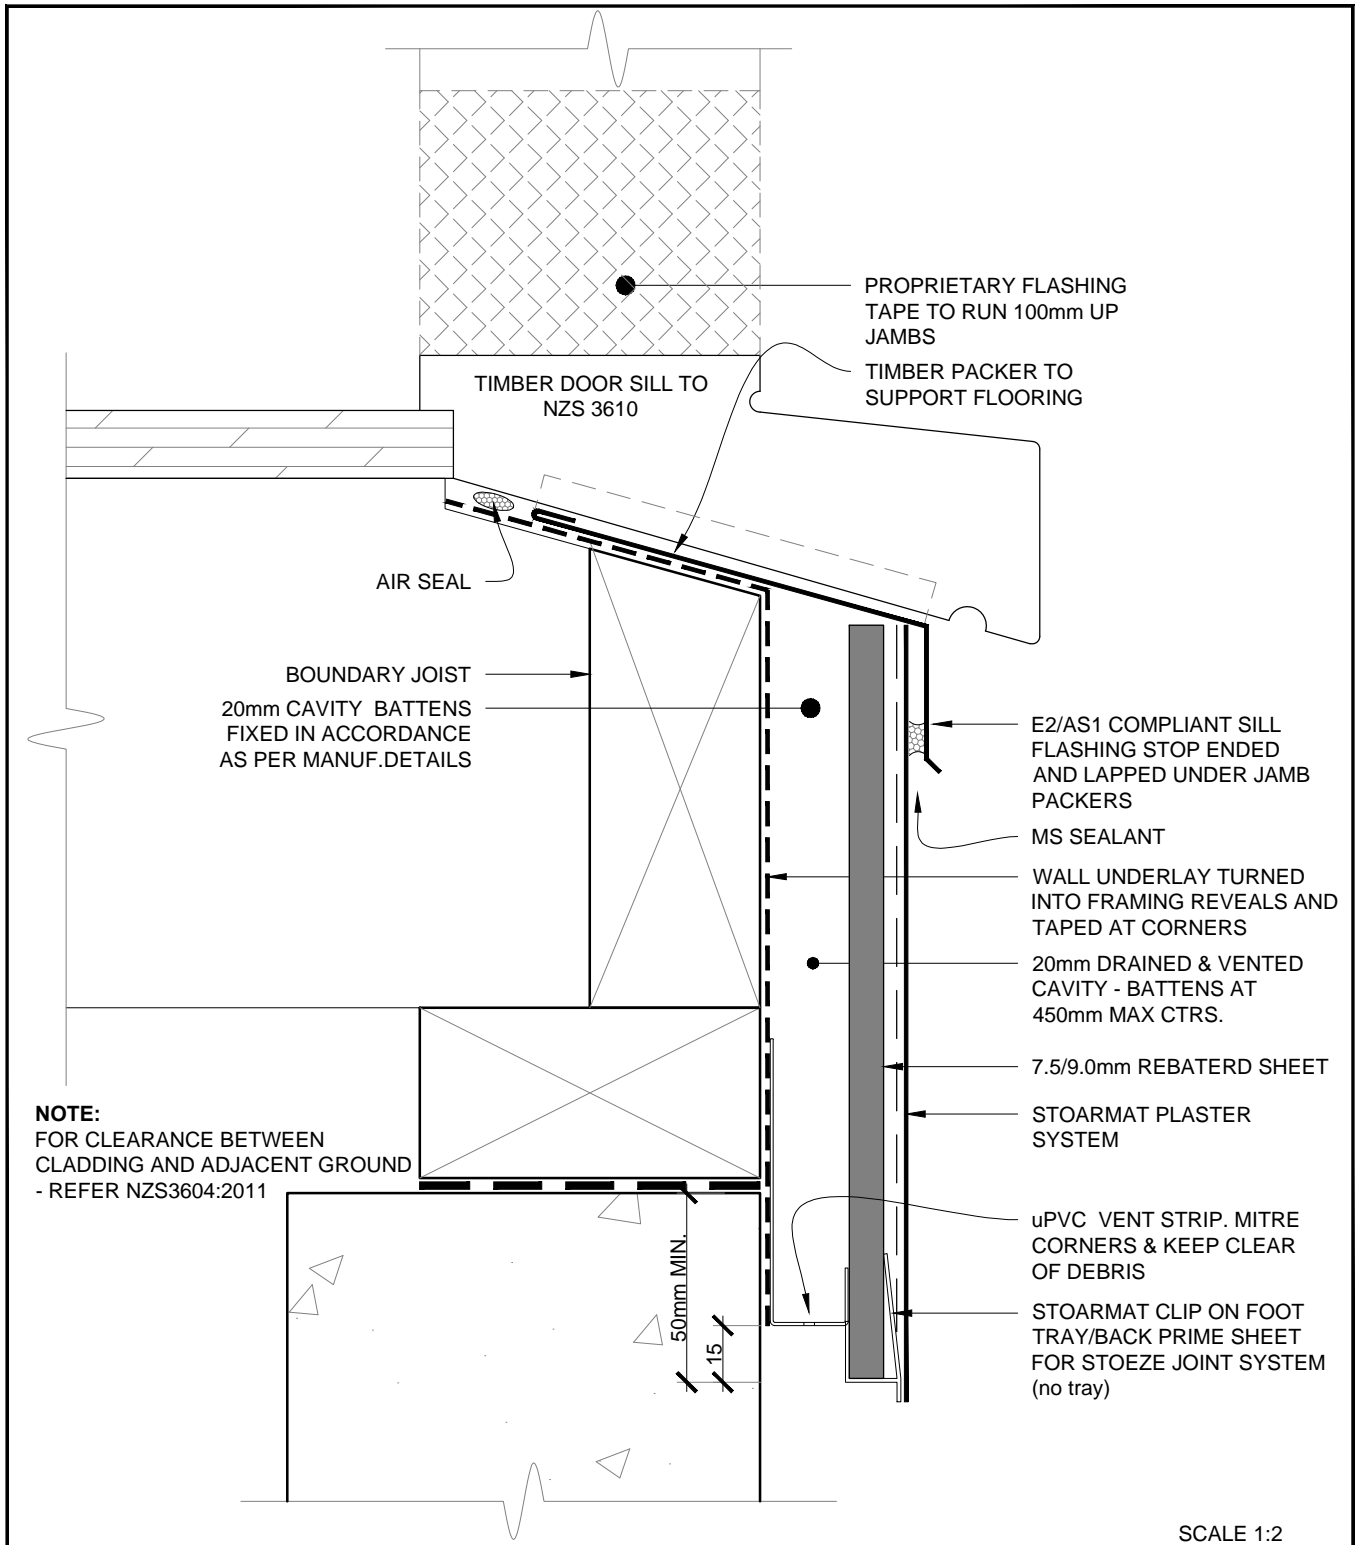 PROPRIETARY FLASHING
TAPE TO RUN 100mm UP
JAMBS
TIMBER DOOR SILL TO
NZS 3610
TIMBER PACKER TO
SUPPORT FLOORING
AIR SEAL
BOUNDARY JOIST
20mm CAVITY BATTENS
FIXED IN ACCORDANCE
AS PER MANUF.DETAILS
E2/AS1 COMPLIANT SILL
FLASHING STOP ENDED
AND LAPPED UNDER JAMB
PACKERS
MS SEALANT
WALL UNDERLAY TURNED
INTO FRAMING REVEALS AND
TAPED AT CORNERS
20mm DRAINED & VENTED
CAVITY - BATTENS AT
450mm MAX CTRS.
7.5/9.0mm REBATERD SHEET
STOARMAT PLASTER
SYSTEM
NOTE:
FOR CLEARANCE BETWEEN
CLADDING AND ADJACENT GROUND
- REFER NZS3604:2011
50mm MIN.
15
uPVC VENT STRIP. MITRE
CORNERS & KEEP CLEAR
OF DEBRIS
STOARMAT CLIP ON FOOT
TRAY/BACK PRIME SHEET
FOR STOEZE JOINT SYSTEM
(no tray)
SCALE 1:2